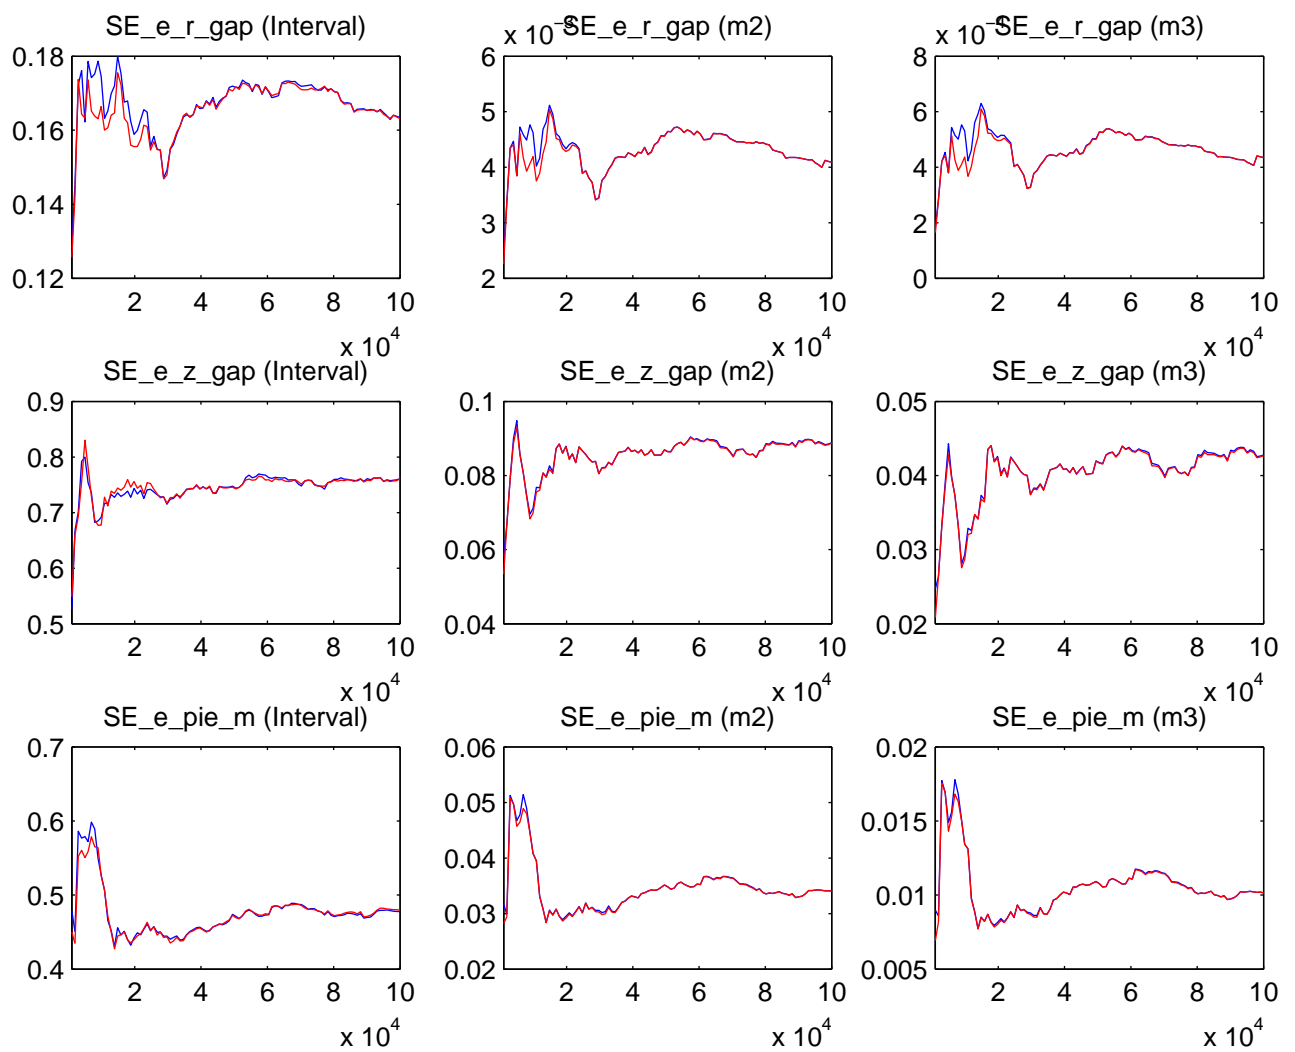 SE_e_r_gap (Interval)
0.18
0.16
0.14
0.12
2 4 6 8 10
x 10^4
SE_e_r_gap (m2)
x 10^-3
6
5
4
3
2
2 4 6 8 10
x 10^4
SE_e_r_gap (m3)
x 10^-4
8
6
4
2
0
2 4 6 8 10
x 10^4
SE_e_z_gap (Interval)
0.9
0.8
0.7
0.6
0.5
2 4 6 8 10
x 10^4
SE_e_z_gap (m2)
0.1
0.08
0.06
0.04
2 4 6 8 10
x 10^4
SE_e_z_gap (m3)
0.05
0.04
0.03
0.02
2 4 6 8 10
x 10^4
SE_e_pie_m (Interval)
0.7
0.6
0.5
0.4
2 4 6 8 10
x 10^4
SE_e_pie_m (m2)
0.06
0.05
0.04
0.03
0.02
2 4 6 8 10
x 10^4
SE_e_pie_m (m3)
0.02
0.015
0.01
0.005
2 4 6 8 10
x 10^4